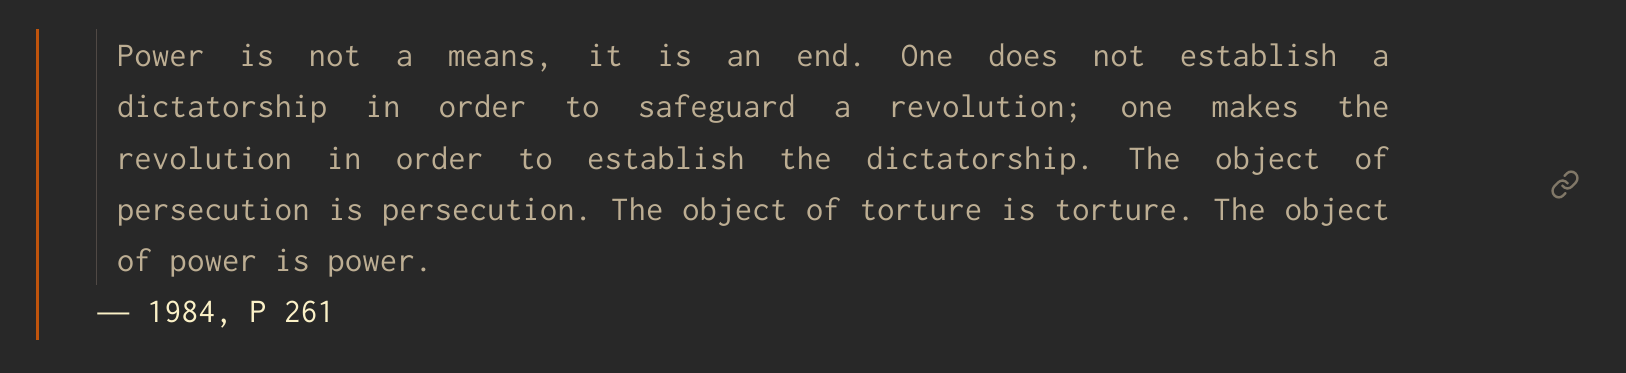 Power is not a means, it is an end. One does not establish a
dictatorship in order to safeguard a revolution; one makes the
revolution in order to establish the dictatorship. The object of
persecution is persecution. The object of torture is torture. The object
of power is power.
— 1984, P 261